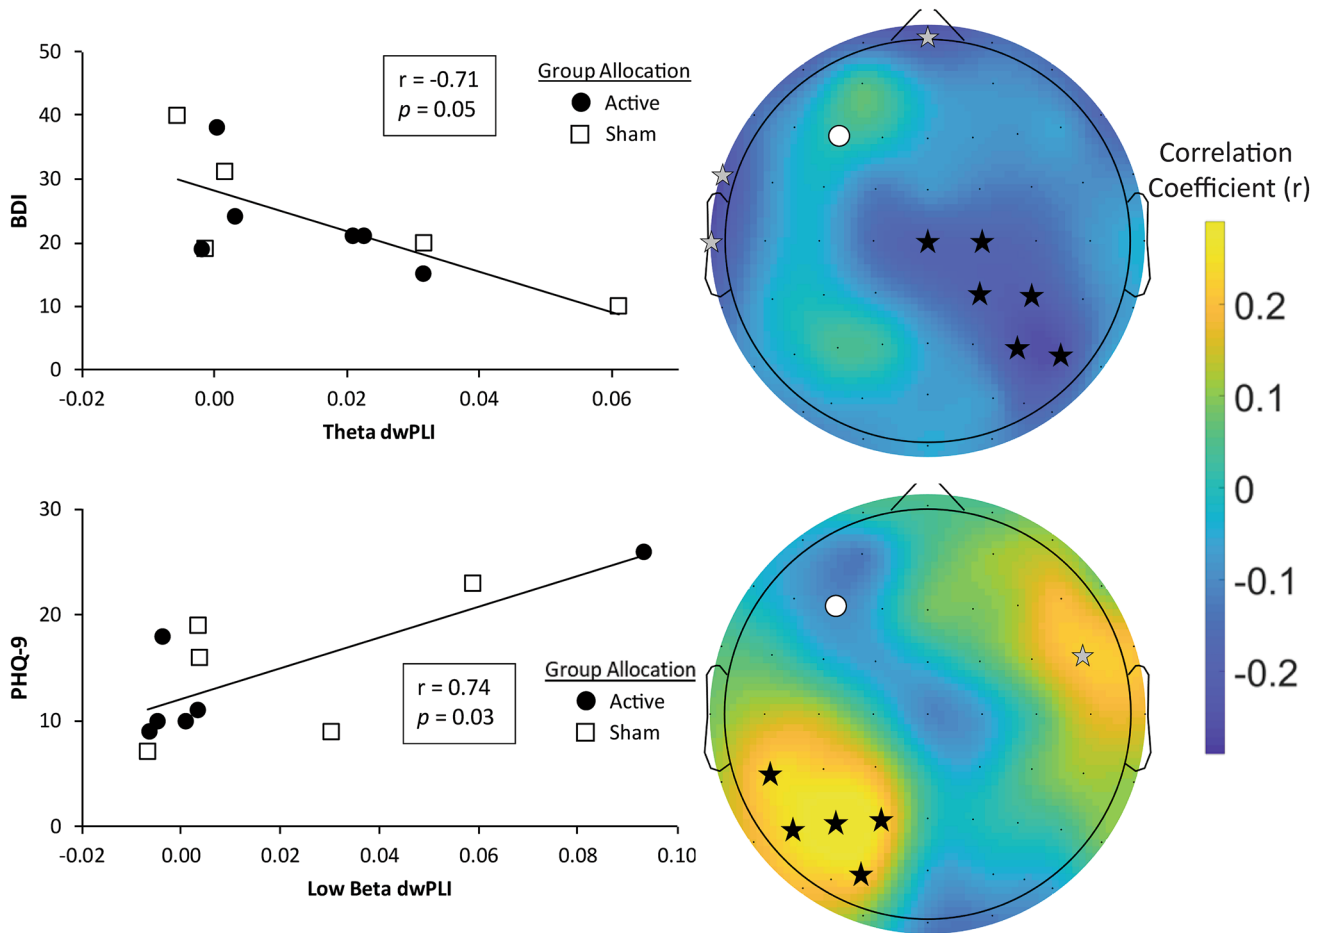 50
40
30
20
10
0
BDI
r = -0.71
p = 0.05
Group Allocation
Active
Sham
-0.02
0.00
0.02
0.04
0.06
Theta dwPLI
Correlation
Coefficient (r)
0.2
0.1
0
-0.1
-0.2
30
20
10
0
PHQ-9
r = 0.74
p = 0.03
Group Allocation
Active
Sham
-0.02
0.00
0.02
0.04
0.06
0.08
0.10
Low Beta dwPLI